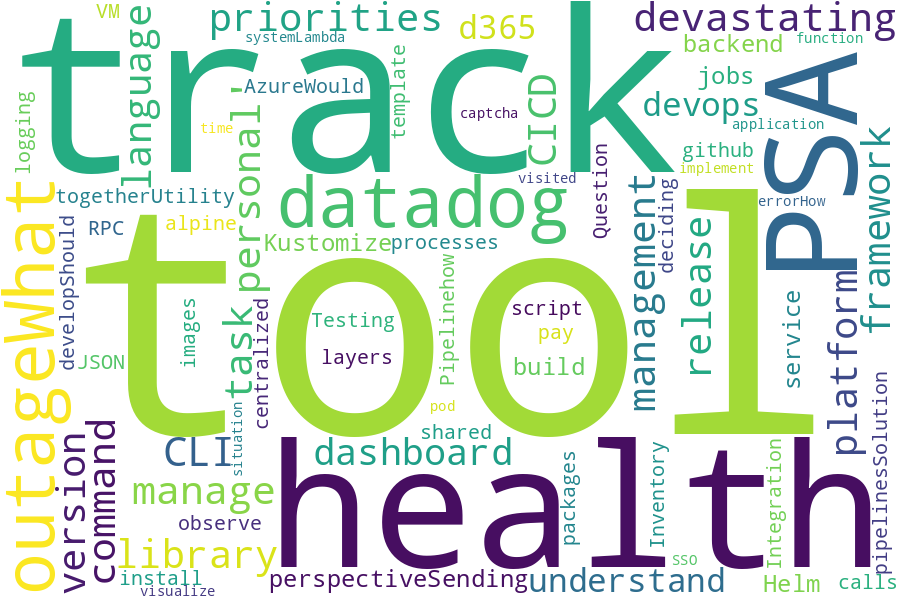 VM
priorities
devastating
systemLambda
d365
backend
function
track
language
template
AzureWould
jobs
CICD
captcha
devops
PSA
logging
time
personal
application
github
implement
framework
togetherUtility
datadog
visited
Question
management
errorHow
outageWhat
RPC
alpine
Kustomize
processes
deciding
developShould
release
tool
Pipelinehow
script
platform
service
images
task
centralized
Testing
pay
layers
build
JSON
pod
situation
shared
pipelinesSolution
version
command
CLI
dashboard
health
manage
packages
Inventory
Integration
observe
library
install
perspectiveSending
understand
SSO
Helm
calls
visualize